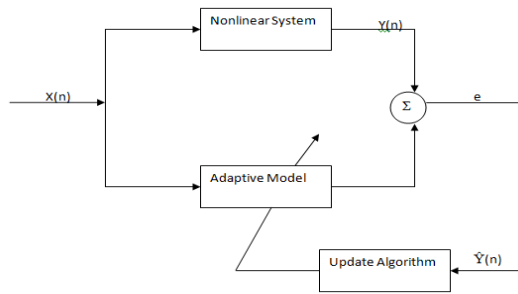 Nonlinear System
Y(n)
X(n)
Σ
e
Adaptive Model
Update Algorithm
Ŷ(n)